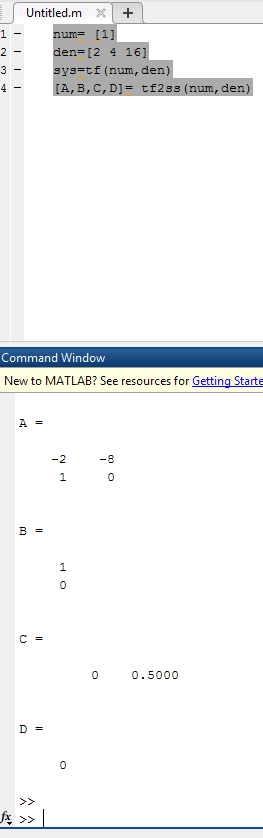 Untitled.m × +
1 - num= [1]
2 - den=[2 4 16]
3 - sys=tf(num,den)
4 - [A,B,C,D]= tf2ss(num,den)
Command Window
New to MATLAB? See resources for Getting Starte
A =
-2 -8
1 0
B =
1
0
C =
0 0.5000
D =
0
>>
fx >>